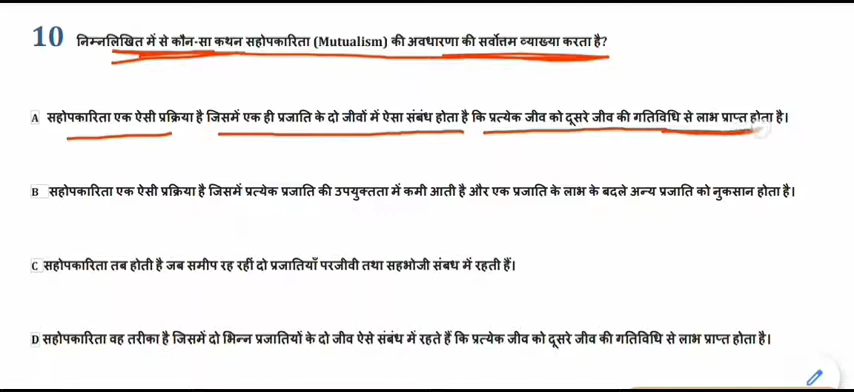 10 निम्नलिखित में से कौन-सा कथन सहोपकारिता (Mutualism) की अवधारणा की सर्वोत्तम व्याख्या करता है?
A सहोपकारिता एक ऐसी प्रक्रिया है जिसमें एक ही प्रजाति के दो जीवों में ऐसा संबंध होता है कि प्रत्येक जीव को दूसरे जीव की गतिविधि से लाभ प्राप्त होता है।
B सहोपकारिता एक ऐसी प्रक्रिया है जिसमें प्रत्येक प्रजाति की उपयुक्तता में कमी आती है और एक प्रजाति के लाभ के बदले अन्य प्रजाति को नुकसान होता है।
C सहोपकारिता तब होती है जब समीप रह रहीं दो प्रजातियाँ परजीवी तथा सहभोजी संबध में रहती हैं।
D सहोपकारिता वह तरीका है जिसमें दो भिन्न प्रजातियों के दो जीव ऐसे संबंध में रहते हैं कि प्रत्येक जीव को दूसरे जीव की गतिविधि से लाभ प्राप्त होता है।